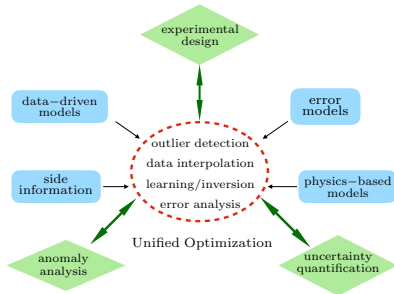 experimental
design
data−driven
models
error
models
outlier detection
data interpolation
learning/inversion
error analysis
side
information
physics−based
models
Unified Optimization
anomaly
analysis
uncertainty
quantification